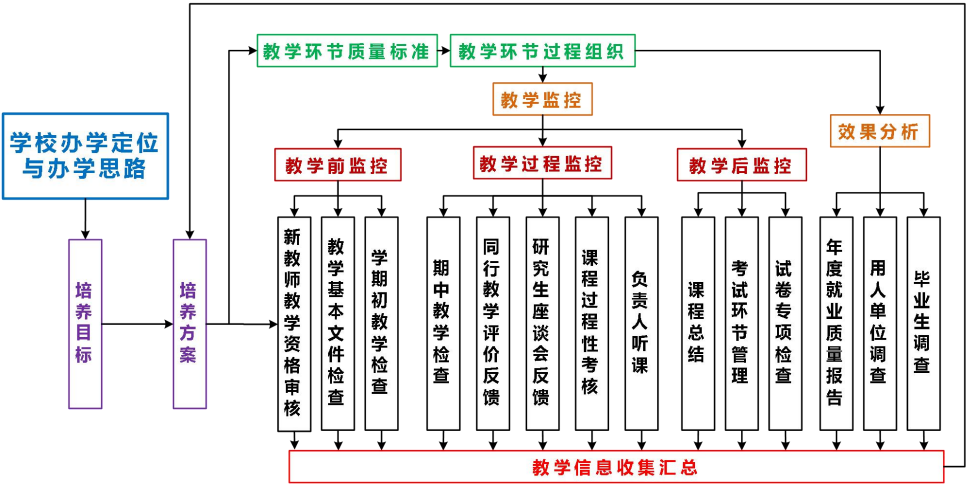 教学环节质量标准
教学环节过程组织
教学监控
学校办学定位
与办学思路
效果分析
教学前监控
教学过程监控
教学后监控
培养目标
培养方案
新教师教学资格审核
教学基本文件检查
学期初教学检查
期中教学检查
同行教学评价反馈
研究生座谈会反馈
课程过程性考核
负责人听课
课程总结
考试环节管理
试卷专项检查
年度就业质量报告
用人单位调查
毕业生调查
教学信息收集汇总